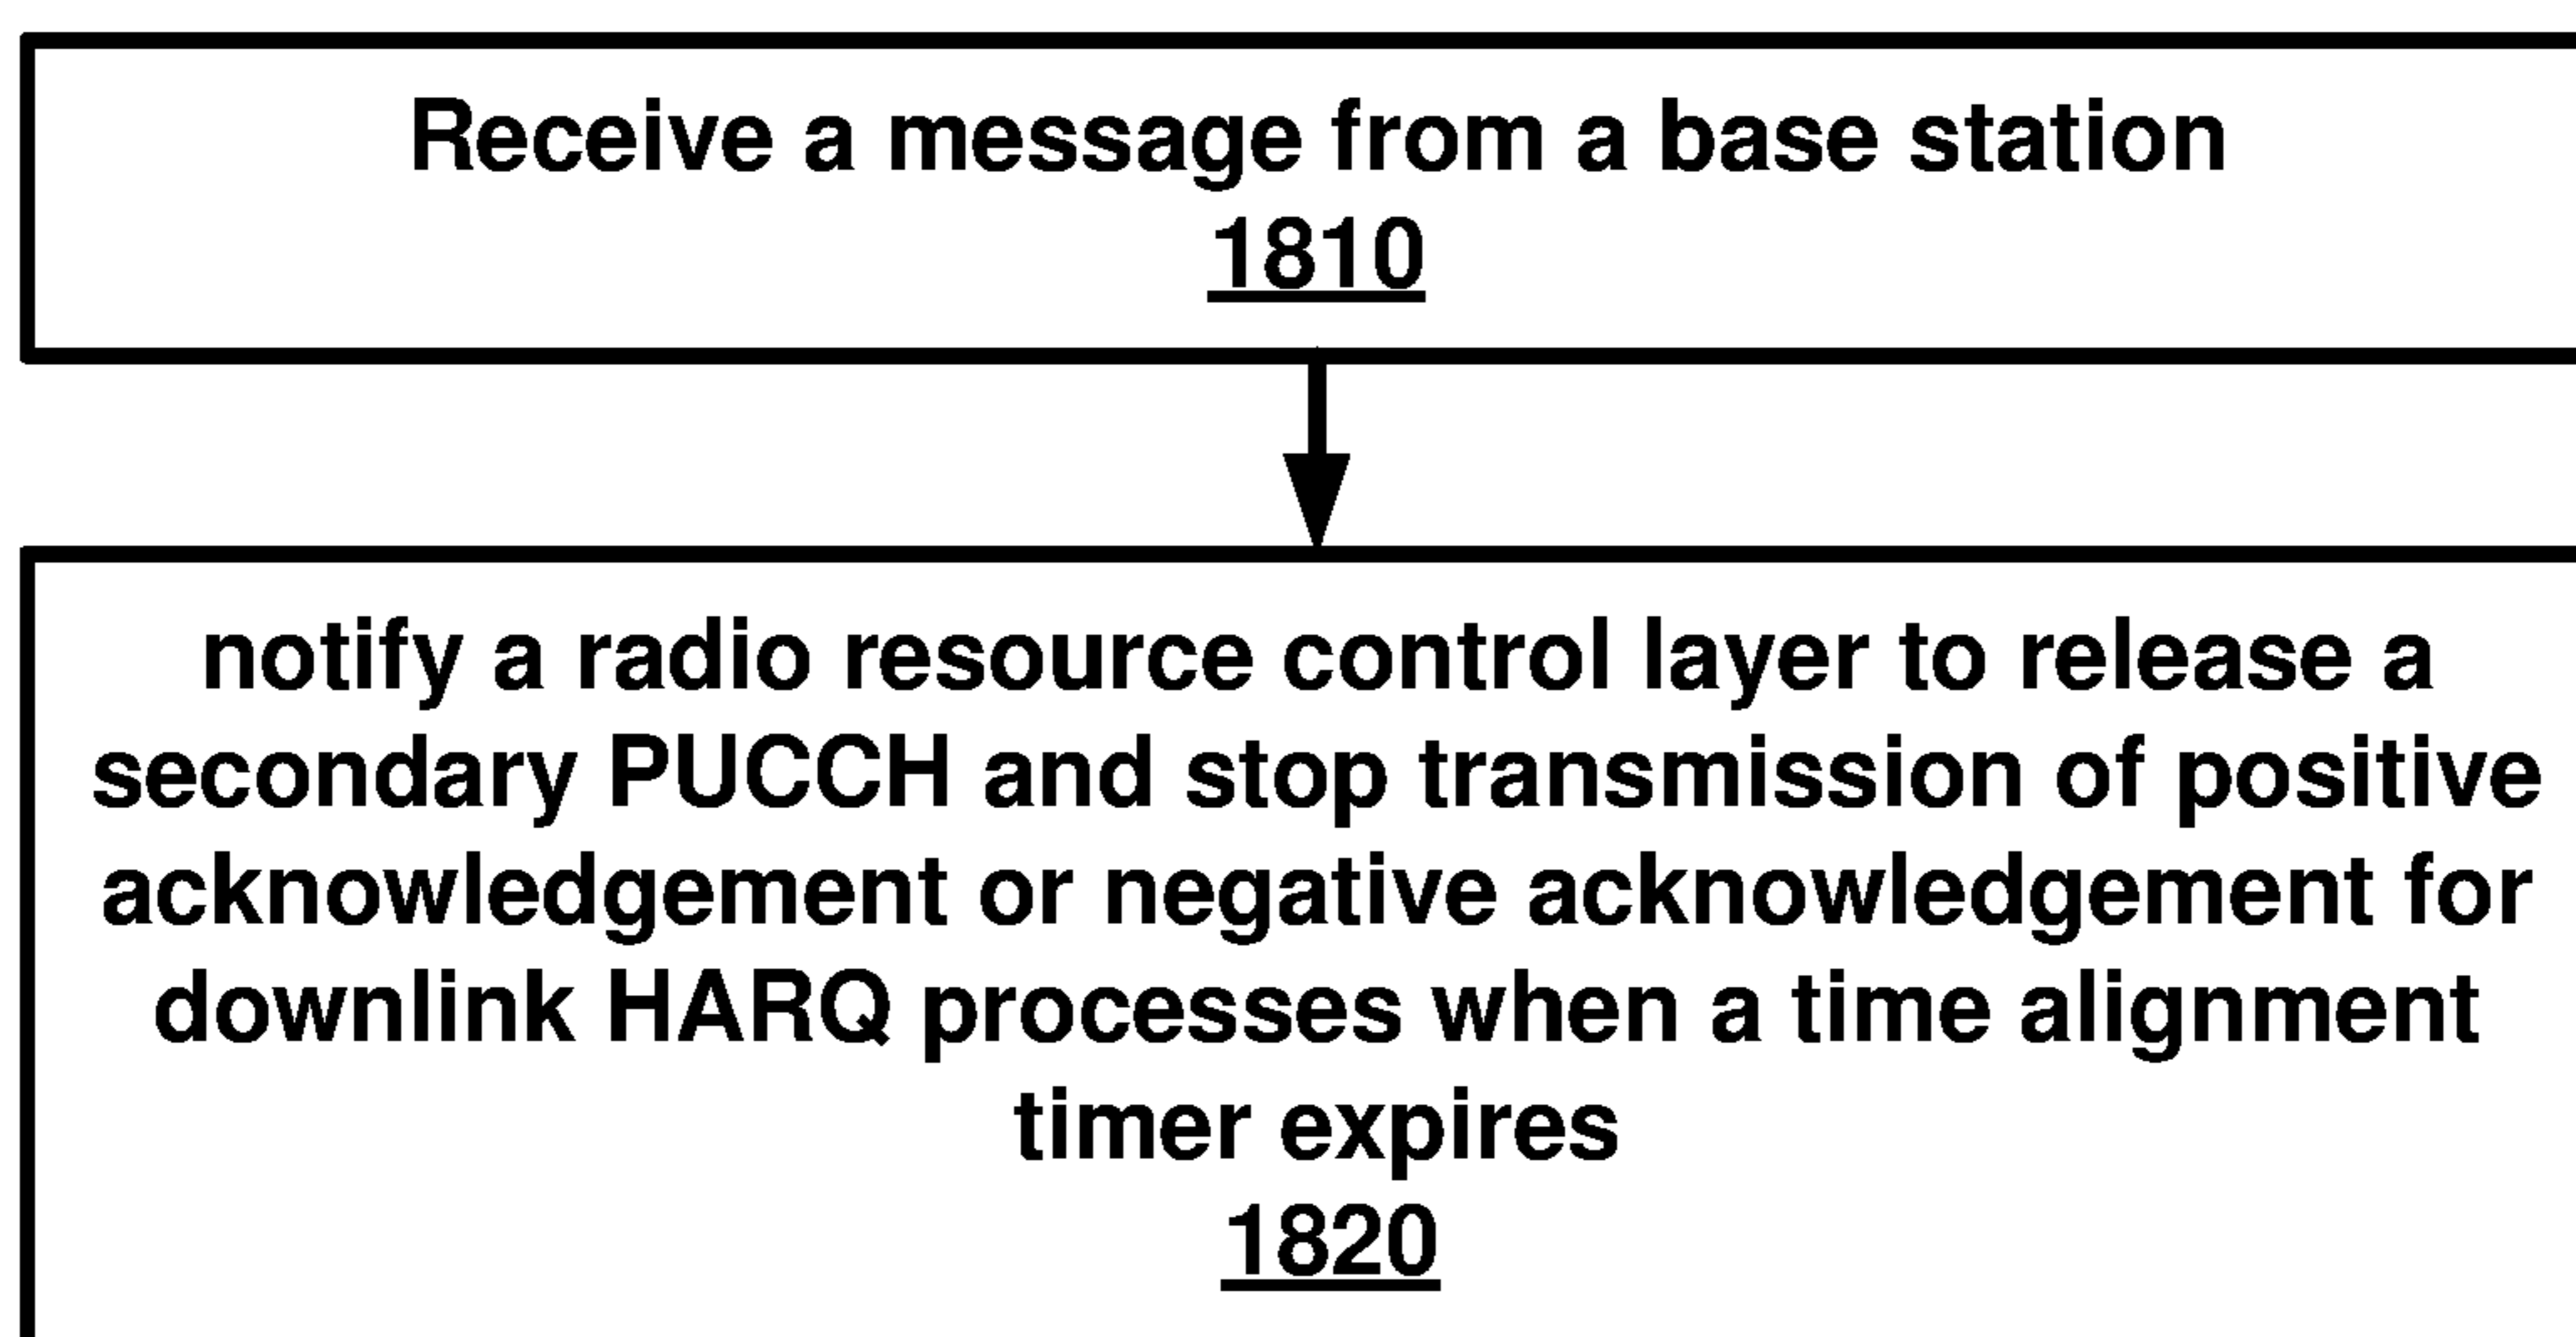 Receive a message from a base station
1810
notify a radio resource control layer to release a
secondary PUCCH and stop transmission of positive
acknowledgement or negative acknowledgement for
downlink HARQ processes when a time alignment
timer expires
1820